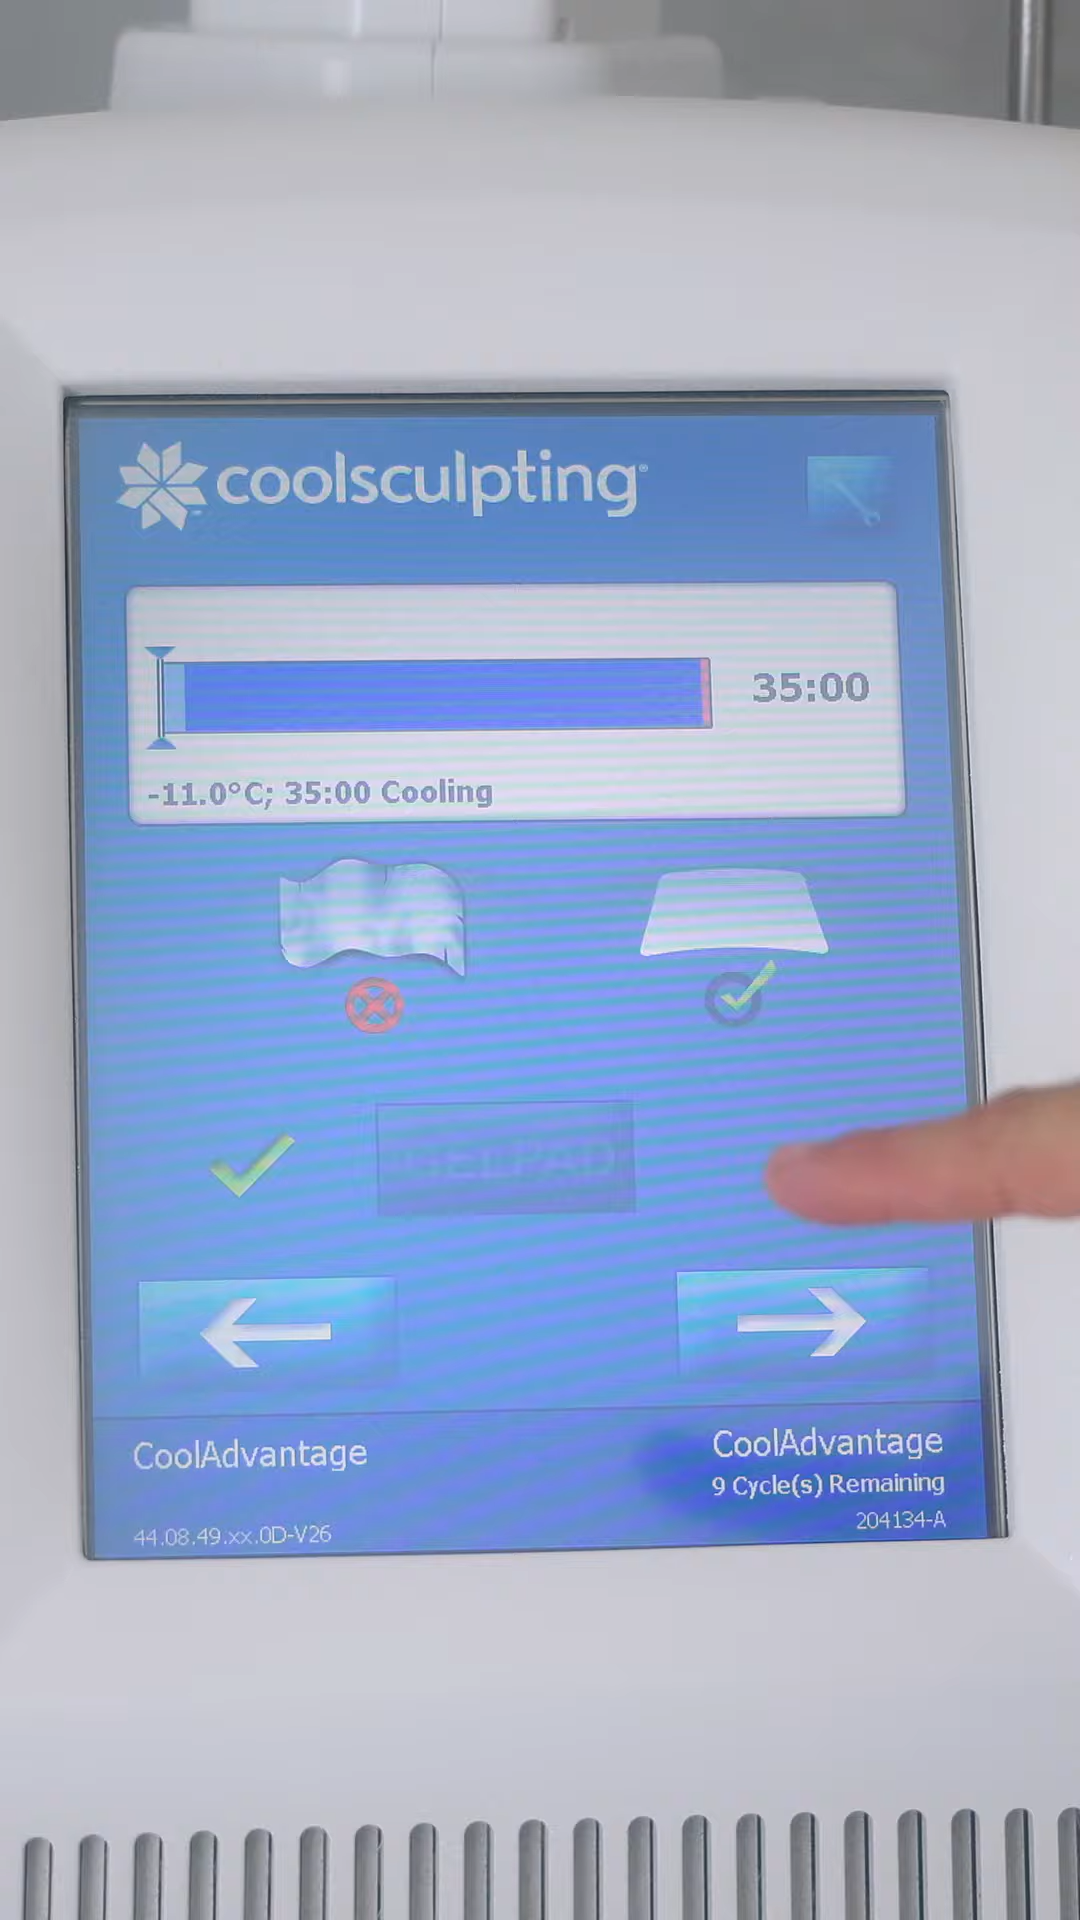 coolsculpting®
35:00
-11.0°C; 35:00 Cooling
GELPAD
CoolAdvantage
CoolAdvantage
9 Cycle(s) Remaining
204134-A
44.08.49.xx.0D-V26